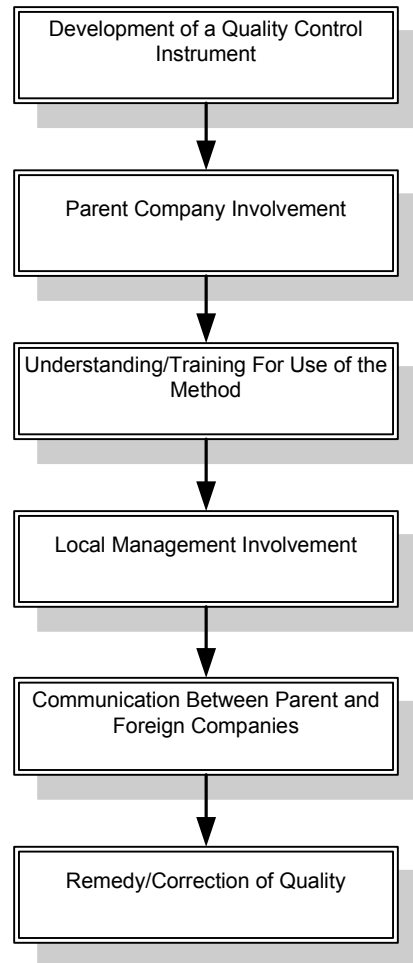 Development of a Quality Control
Instrument
Parent Company Involvement
Understanding/Training For Use of the
Method
Local Management Involvement
Communication Between Parent and
Foreign Companies
Remedy/Correction of Quality